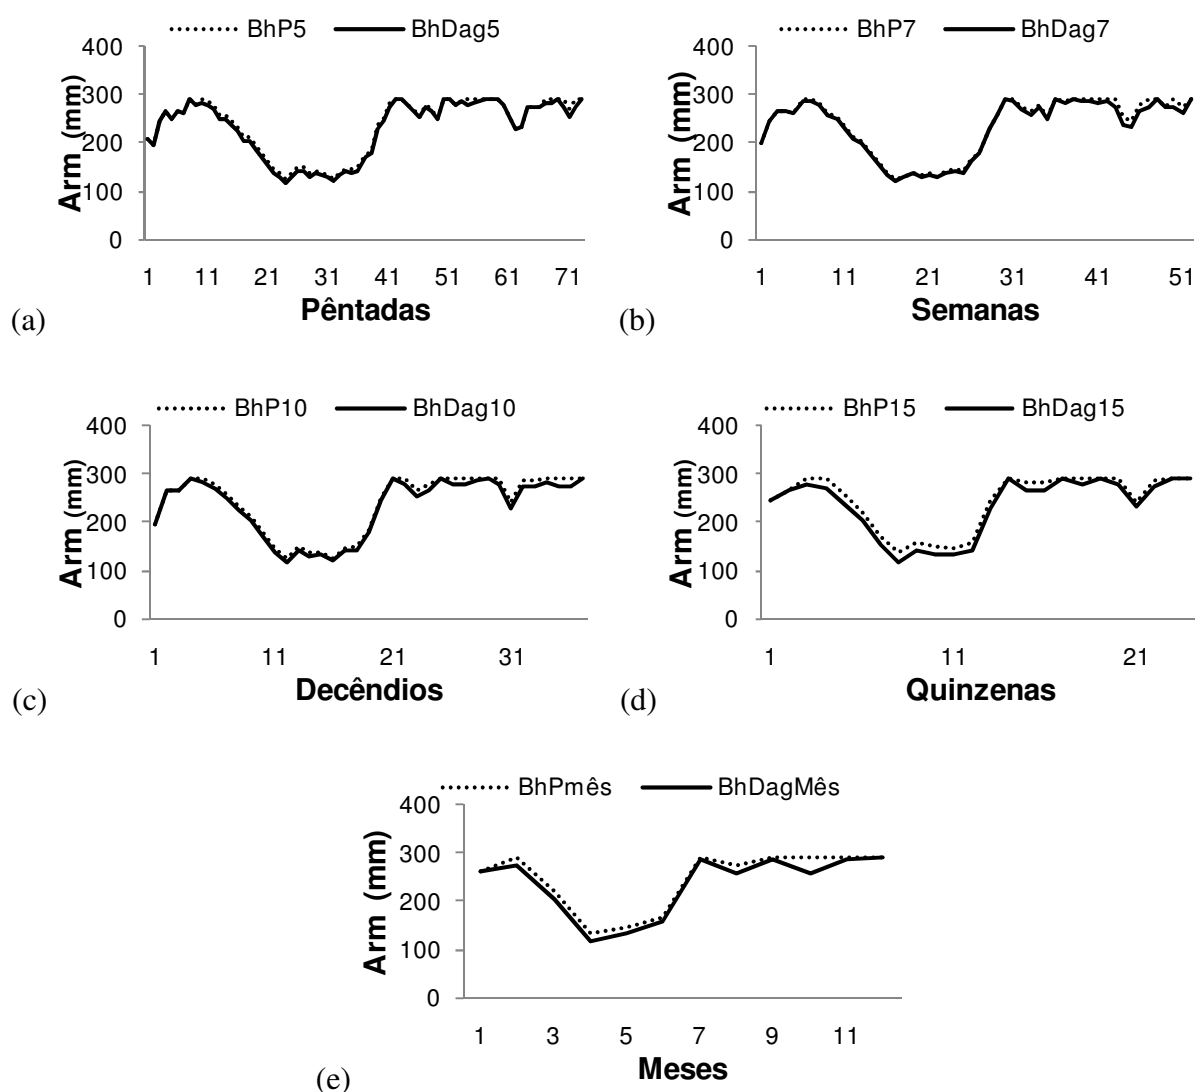 BhP5 BhDag5
400
300
200
100
0
Arm (mm)
1 11 21 31 41 51 61 71
Pêntadas
(a)
BhP7 BhDag7
400
300
200
100
0
Arm (mm)
1 11 21 31 41 51
Semanas
(b)
BhP10 BhDag10
400
300
200
100
0
Arm (mm)
1 11 21 31
Decêndios
(c)
BhP15 BhDag15
400
300
200
100
0
Arm (mm)
1 11 21
Quinzenas
(d)
BhPmês BhDagMês
400
300
200
100
0
Arm (mm)
1 3 5 7 9 11
Meses
(e)